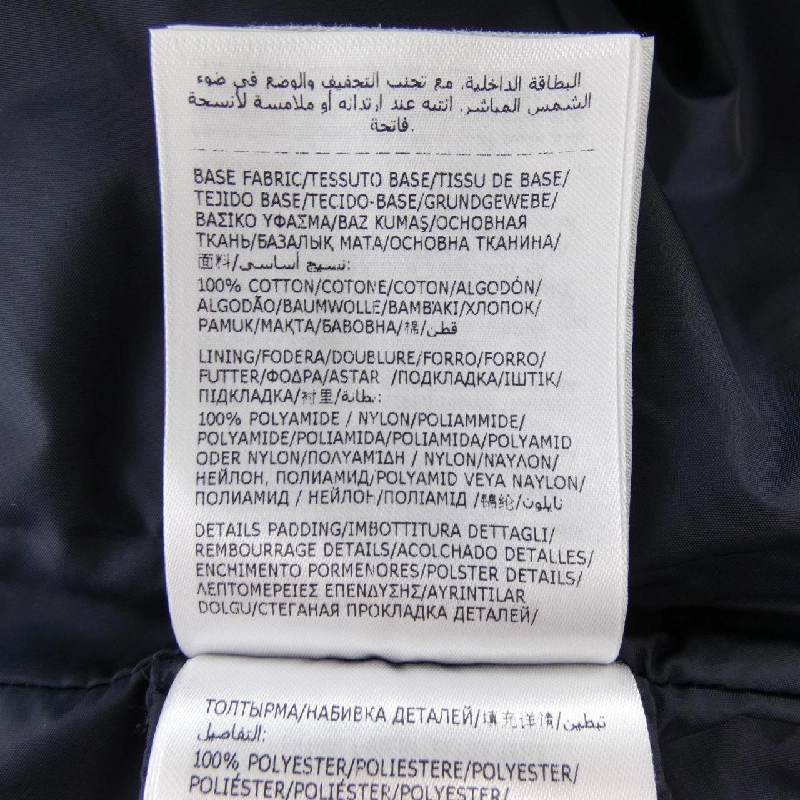 البطاقة الداخلية. مع تجنب التجفيف والوضع في ضوء
الشمس المباشر. انتبه عند ارتدائه أو ملامسة لأنسجة
فاتحة.
BASE FABRIC/TESSUTO BASE/TISSU DE BASE/
TEJIDO BASE/TECIDO-BASE/GRUNDGEWEBE/
ΒΑΣΙΚΟ ΥΦΑΣΜΑ/BAZ KUMAŞ/ОСНОВНАЯ
ТКАНЬ/БАЗАЛЫҚ МАТА/ОСНОВНА ТКАНИНА/
面料/نسيج أساسي:
100% COTTON/COTONE/COTON/ALGODÓN/
ALGODÃO/BAUMWOLLE/ΒΑΜΒΑΚΙ/ХЛОПОК/
PAMUK/МАҚТА/БАВОВНА/棉/قطن
LINING/FODERA/DOUBLURE/FORRO/FORRO/
FUTTER/ΦΟΔΡΑ/ASTAR /ПОДКЛАДКА/ІШТІК/
ПІДКЛАДКА/衬里/بطانة:
100% POLYAMIDE / NYLON/POLIAMMIDE/
POLYAMIDE/POLIAMIDA/POLIAMIDA/POLYAMID
ODER NYLON/ΠΟΛΥΑΜΙΔΗ / NYLON/ΝΑΥΛΟΝ/
НЕЙЛОН, ПОЛИАМИД/POLYAMID VEYA NAYLON/
ПОЛИАМИД / НЕЙЛОН/ПОЛІАМІД /锦纶/نايلون
DETAILS PADDING/IMBOTTITURA DETTAGLI/
REMBOURRAGE DETAILS/ACOLCHADO DETALLES/
ENCHIMENTO PORMENORES/POLSTER DETAILS/
ΛΕΠΤΟΜΕΡΕΙΕΣ ΕΠΕΝΔΥΣΗΣ/AYRINTILAR
DOLGU/СТЕГАНАЯ ПРОКЛАДКА ДЕТАЛЕЙ/
ТОЛТЫРМА/НАБИВКА ДЕТАЛЕЙ/填充详情/تبطين
التفاصيل:
100% POLYESTER/POLIESTERE/POLYESTER/
POLIÉSTER/POLIÉSTER/POLYESTER/